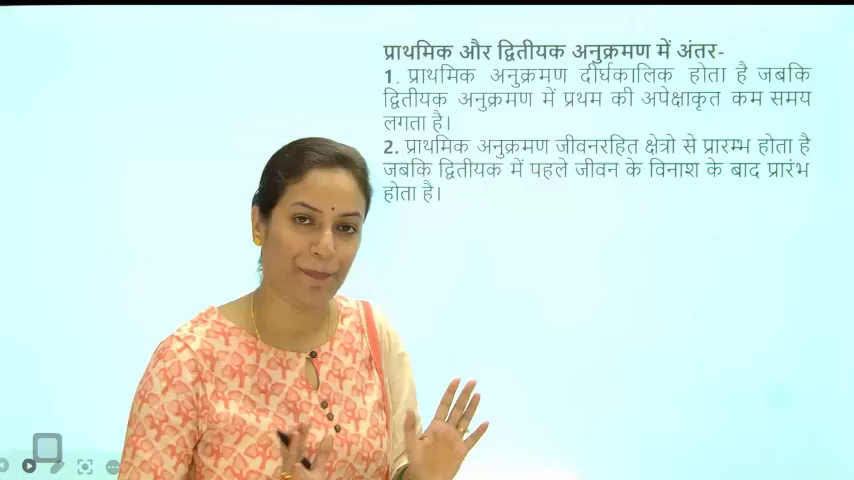 प्राथमिक और द्वितीयक अनुक्रमण में अंतर-
1. प्राथमिक अनुक्रमण दीर्घकालिक होता है जबकि
द्वितीयक अनुक्रमण में प्रथम की अपेक्षाकृत कम समय
लगता है।
2. प्राथमिक अनुक्रमण जीवनरहित क्षेत्रो से प्रारम्भ होता है
जबकि द्वितीयक में पहले जीवन के विनाश के बाद प्रारंभ
होता है।